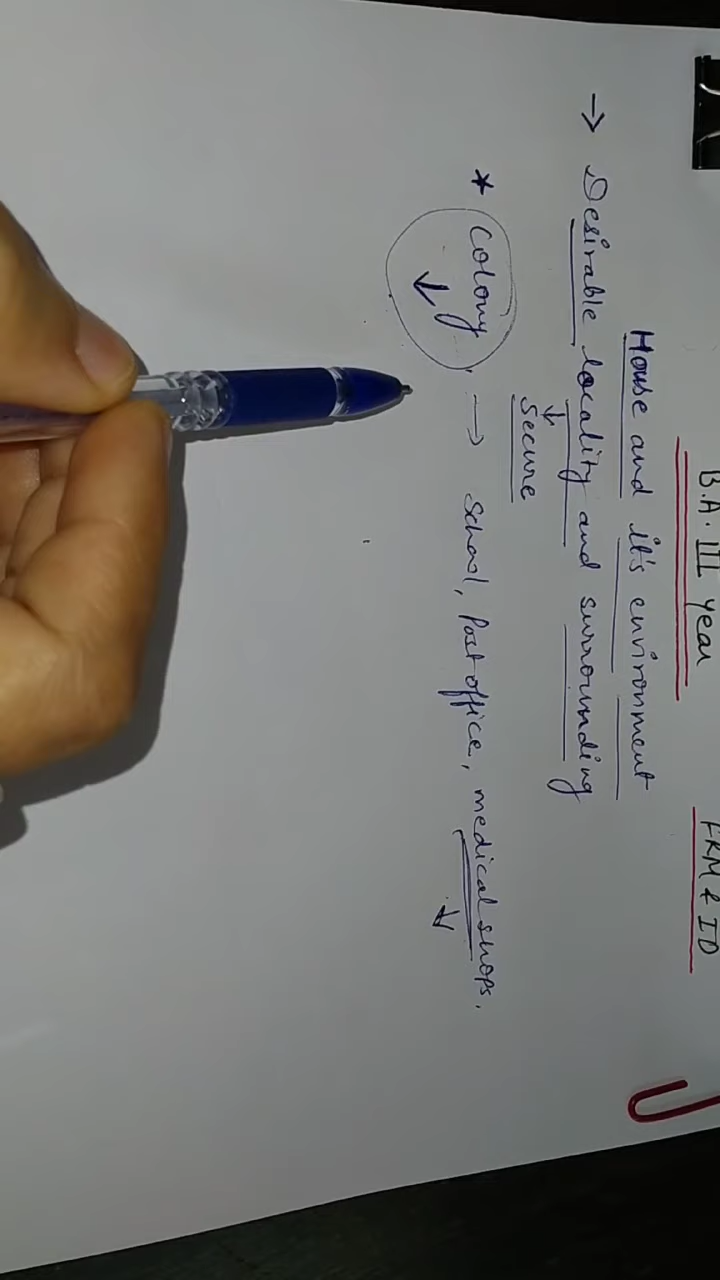 B.A. III year FRM & ID
House and it's environment
→ Desirable locality and surrounding
↓
Secure
* Colony → School, Post office, medical shops,
↓ ↓